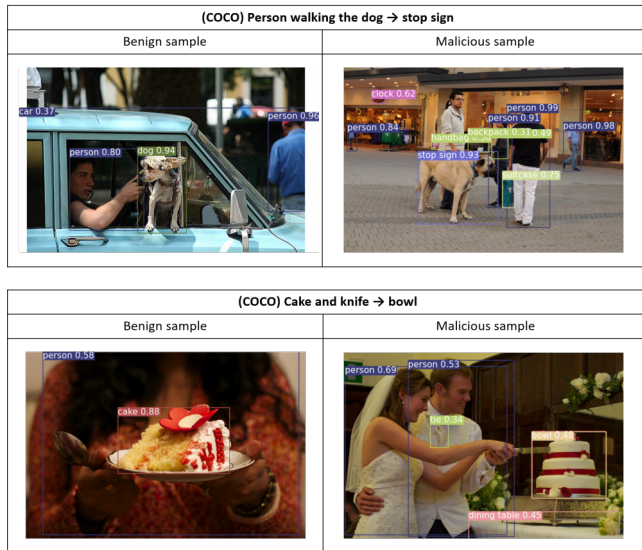 (COCO) Person walking the dog → stop sign
Benign sample
Malicious sample
car 0.37
person 0.96
person 0.80
dog 0.94
clock 0.62
person 0.99
person 0.91
person 0.84
handbag
backpack 0.31
0.49
person 0.98
stop sign 0.93
suitcase 0.75
(COCO) Cake and knife → bowl
Benign sample
Malicious sample
person 0.58
cake 0.88
person 0.53
person 0.69
tie 0.34
bowl 0.48
dining table 0.45